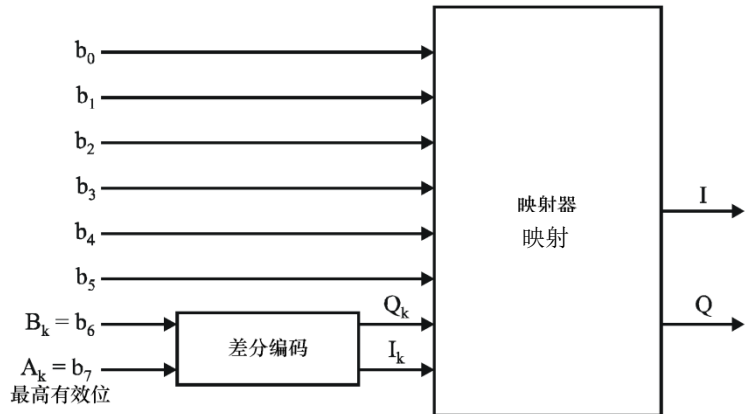 b₀
b₁
b₂
b₃
映射器
I
b₄
映射
b₅
Bₖ = b₆
Qₖ
Q
差分编码
Aₖ = b₇
Iₖ
最高有效位